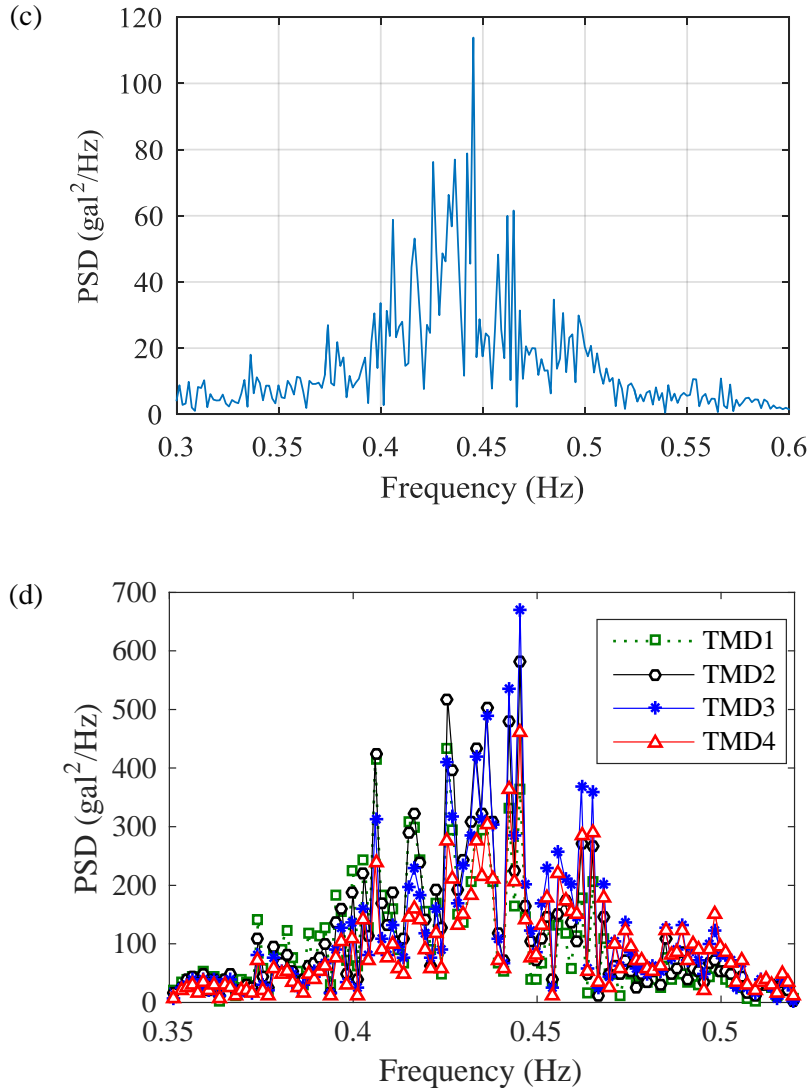 (c)
PSD (gal²/Hz)
120
100
80
60
40
20
0
0.3 0.35 0.4 0.45 0.5 0.55 0.6
Frequency (Hz)
(d)
PSD (gal²/Hz)
700
600
500
400
300
200
100
0
TMD1
TMD2
TMD3
TMD4
0.35 0.4 0.45 0.5
Frequency (Hz)